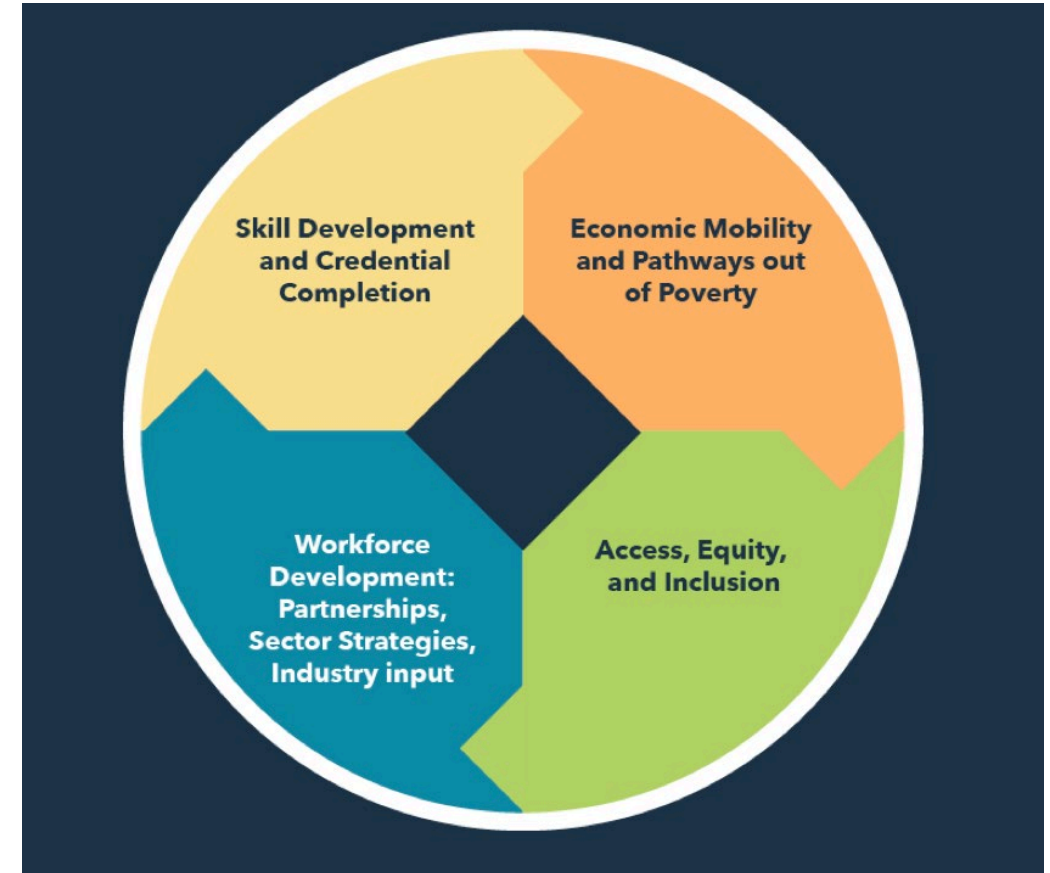 Skill Development
and Credential
Completion
Economic Mobility
and Pathways out
of Poverty
Workforce
Development:
Partnerships,
Sector Strategies,
Industry input
Access, Equity,
and Inclusion